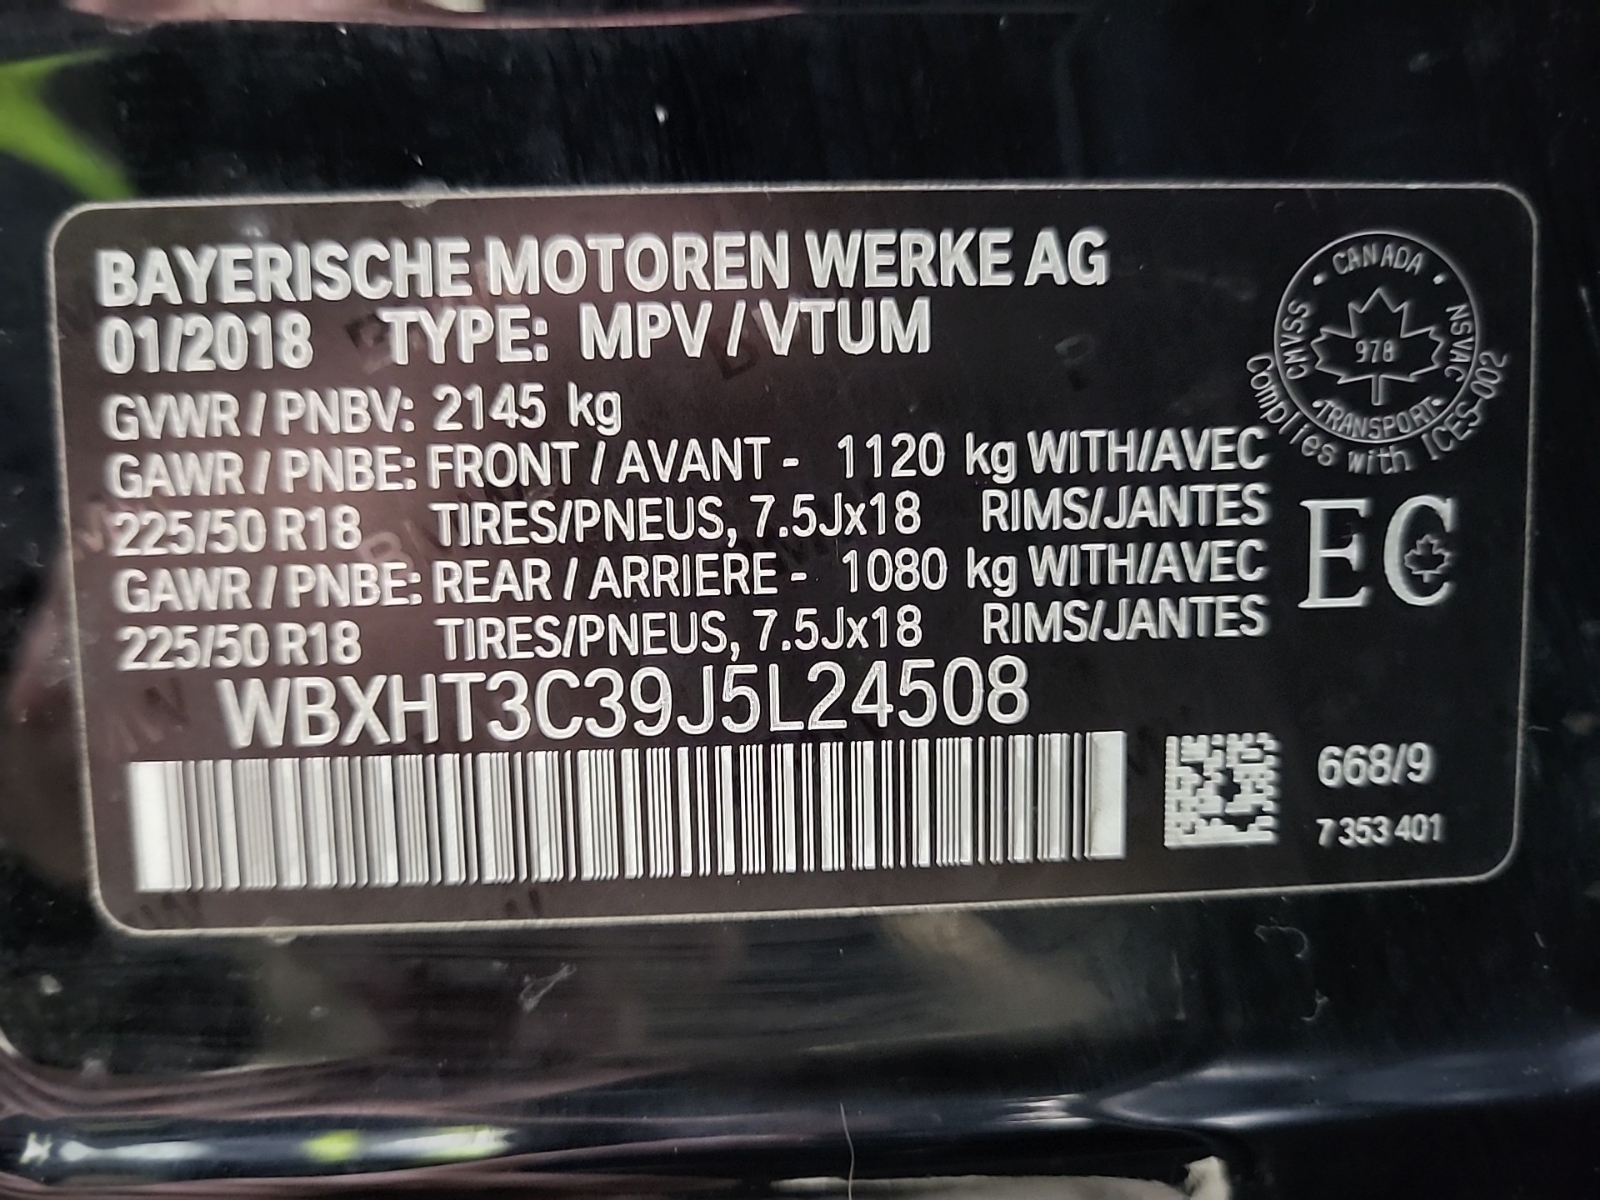 BAYERISCHE MOTOREN WERKE AG
01/2018 TYPE: MPV / VTUM
GVWR / PNBV: 2145 kg
GAWR / PNBE: FRONT / AVANT - 1120 kg WITH/AVEC
225/50 R18 TIRES/PNEUS, 7.5Jx18 RIMS/JANTES
GAWR / PNBE: REAR / ARRIERE - 1080 kg WITH/AVEC
225/50 R18 TIRES/PNEUS, 7.5Jx18 RIMS/JANTES
WBXHT3C39J5L24508
CANADA
CMVSS
NSVAC
978
TRANSPORT
Complies with ICES-002
EC
668/9
7 353 401